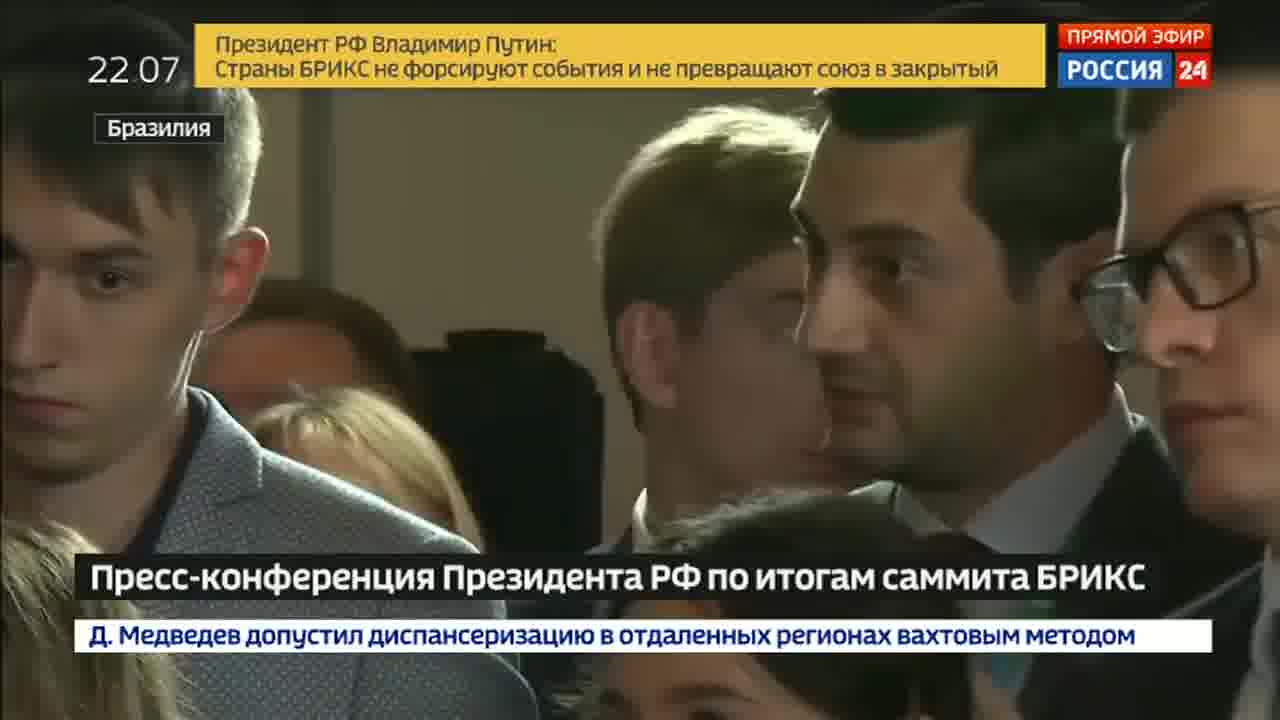 22.07
Президент РФ Владимир Путин:
Страны БРИКС не форсируют события и не превращают союз в закрытый
ПРЯМОЙ ЭФИР
РОССИЯ 24
Бразилия
Пресс-конференция Президента РФ по итогам саммита БРИКС
Д. Медведев допустил диспансеризацию в отдаленных регионах вахтовым методом